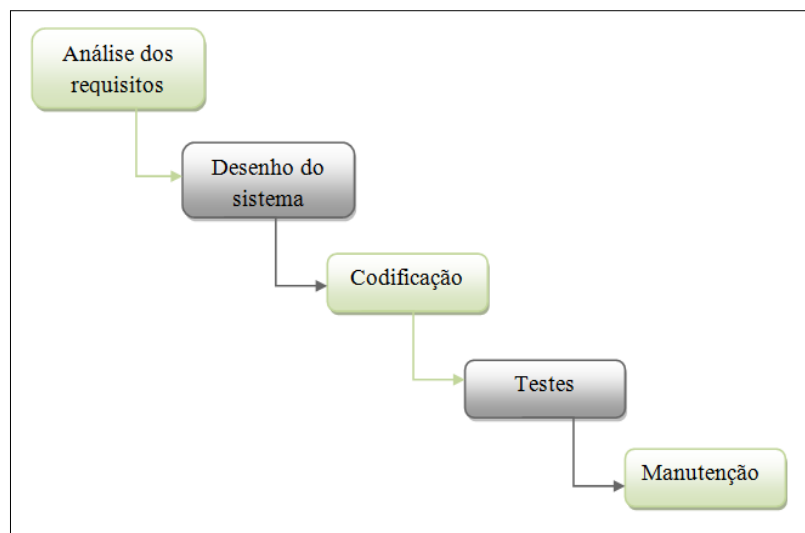 Análise dos
requisitos
Desenho do
sistema
Codificação
Testes
Manutenção